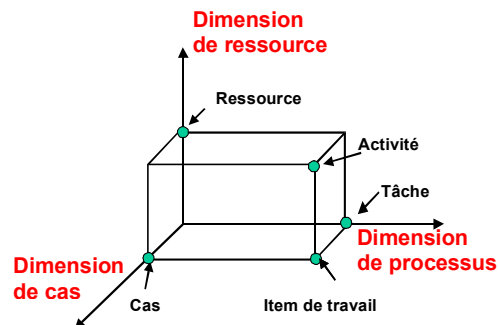 Dimension
de ressource
Ressource
Activité
Tâche
Dimension
de processus
Dimension
de cas
Cas
Item de travail